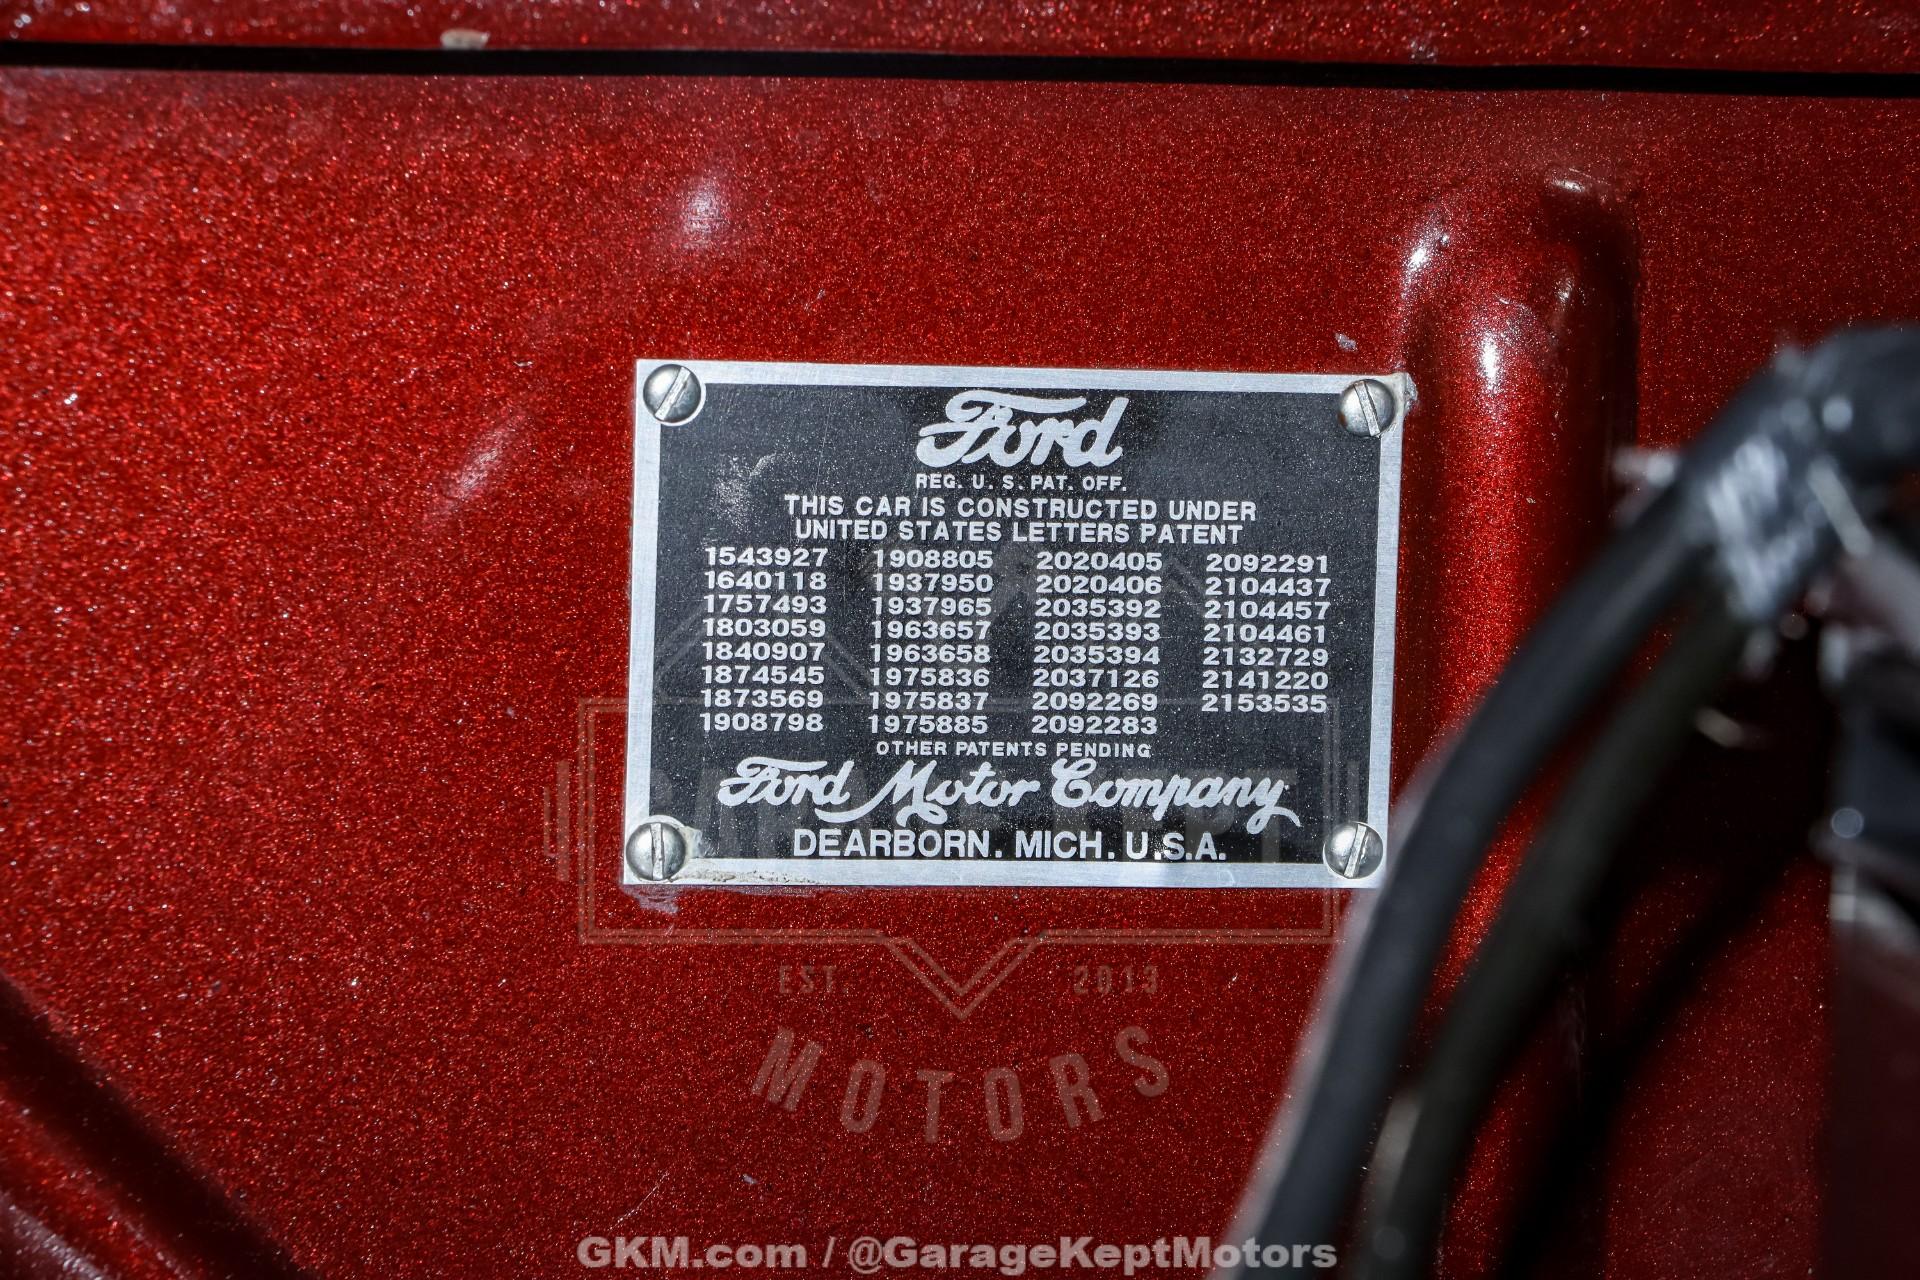 Ford
REG. U. S. PAT. OFF.
THIS CAR IS CONSTRUCTED UNDER
UNITED STATES LETTERS PATENT
1543927 1908805 2020405 2092291
1640118 1937950 2020406 2104437
1757493 1937965 2035392 2104457
1803059 1963657 2035393 2104461
1840907 1963658 2035394 2132729
1874545 1975836 2037126 2141220
1873569 1975837 2092269 2153535
1908798 1975885 2092283
OTHER PATENTS PENDING
Ford Motor Company
DEARBORN. MICH. U.S.A.
EST. 2013
MOTORS
GKM.com / @GarageKeptMotors